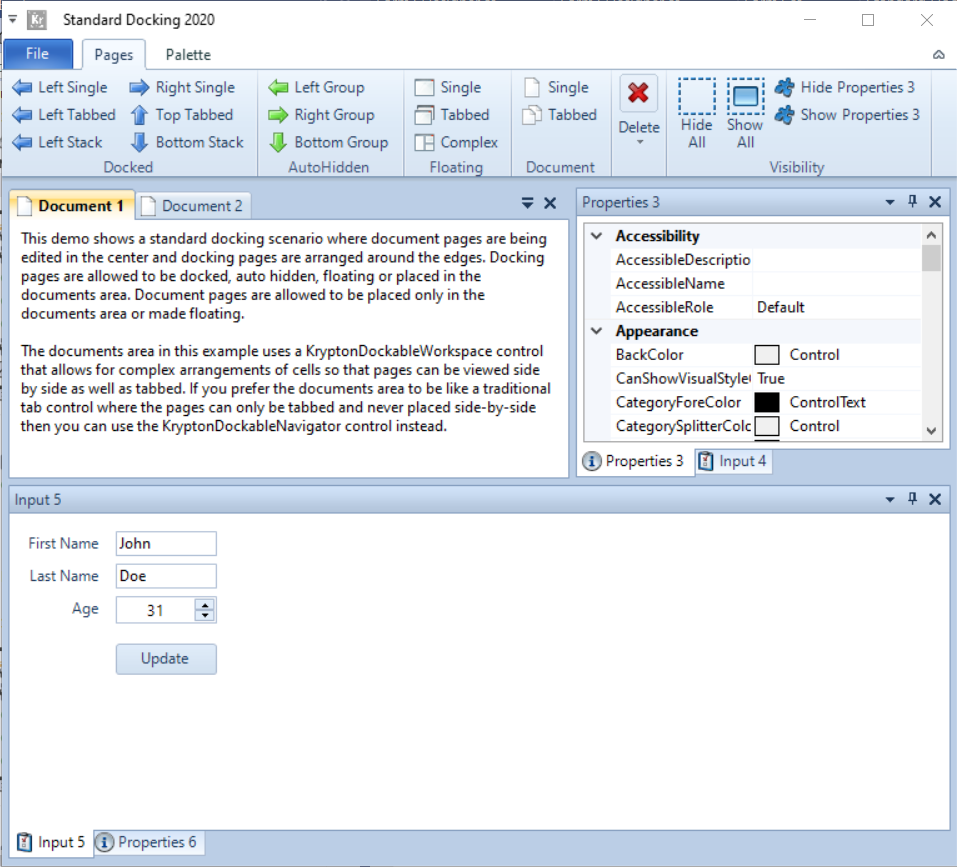 Kr Standard Docking 2020
File Pages Palette
Left Single Right Single Left Group Single Single Hide Properties 3
Left Tabbed Top Tabbed Right Group Tabbed Tabbed Delete Hide All Show All Show Properties 3
Left Stack Bottom Stack Bottom Group Complex
Docked AutoHidden Floating Document Visibility
Document 1 Document 2
This demo shows a standard docking scenario where document pages are being
edited in the center and docking pages are arranged around the edges. Docking
pages are allowed to be docked, auto hidden, floating or placed in the
documents area. Document pages are allowed to be placed only in the
documents area or made floating.
The documents area in this example uses a KryptonDockableWorkspace control
that allows for complex arrangements of cells so that pages can be viewed side
by side as well as tabbed. If you prefer the documents area to be like a traditional
tab control where the pages can only be tabbed and never placed side-by-side
then you can use the KryptonDockableNavigator control instead.
Properties 3
Accessibility
AccessibleDescriptio
AccessibleName
AccessibleRole Default
Appearance
BackColor Control
CanShowVisualStyle True
CategoryForeColor ControlText
CategorySplitterColo Control
Properties 3 Input 4
Input 5
First Name John
Last Name Doe
Age 31
Update
Input 5 Properties 6